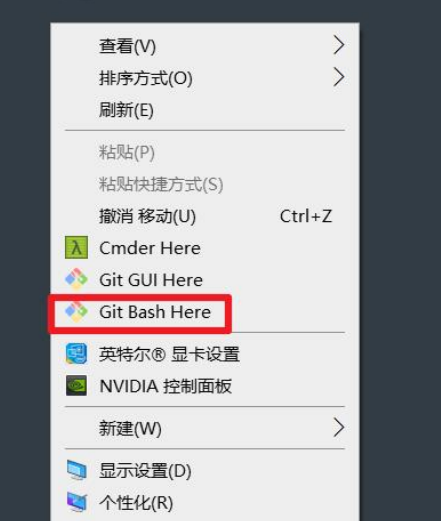 查看(V)
排序方式(O)
刷新(E)
粘贴(P)
粘贴快捷方式(S)
撤消 移动(U) Ctrl+Z
Cmder Here
Git GUI Here
Git Bash Here
英特尔® 显卡设置
NVIDIA 控制面板
新建(W)
显示设置(D)
个性化(R)